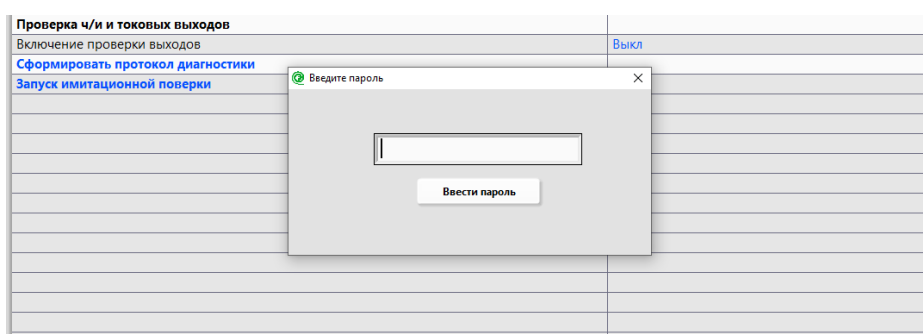 Проверка ч/и и токовых выходов
Включение проверки выходов Выкл
Сформировать протокол диагностики
Введите пароль
Запуск имитационной поверки
Ввести пароль